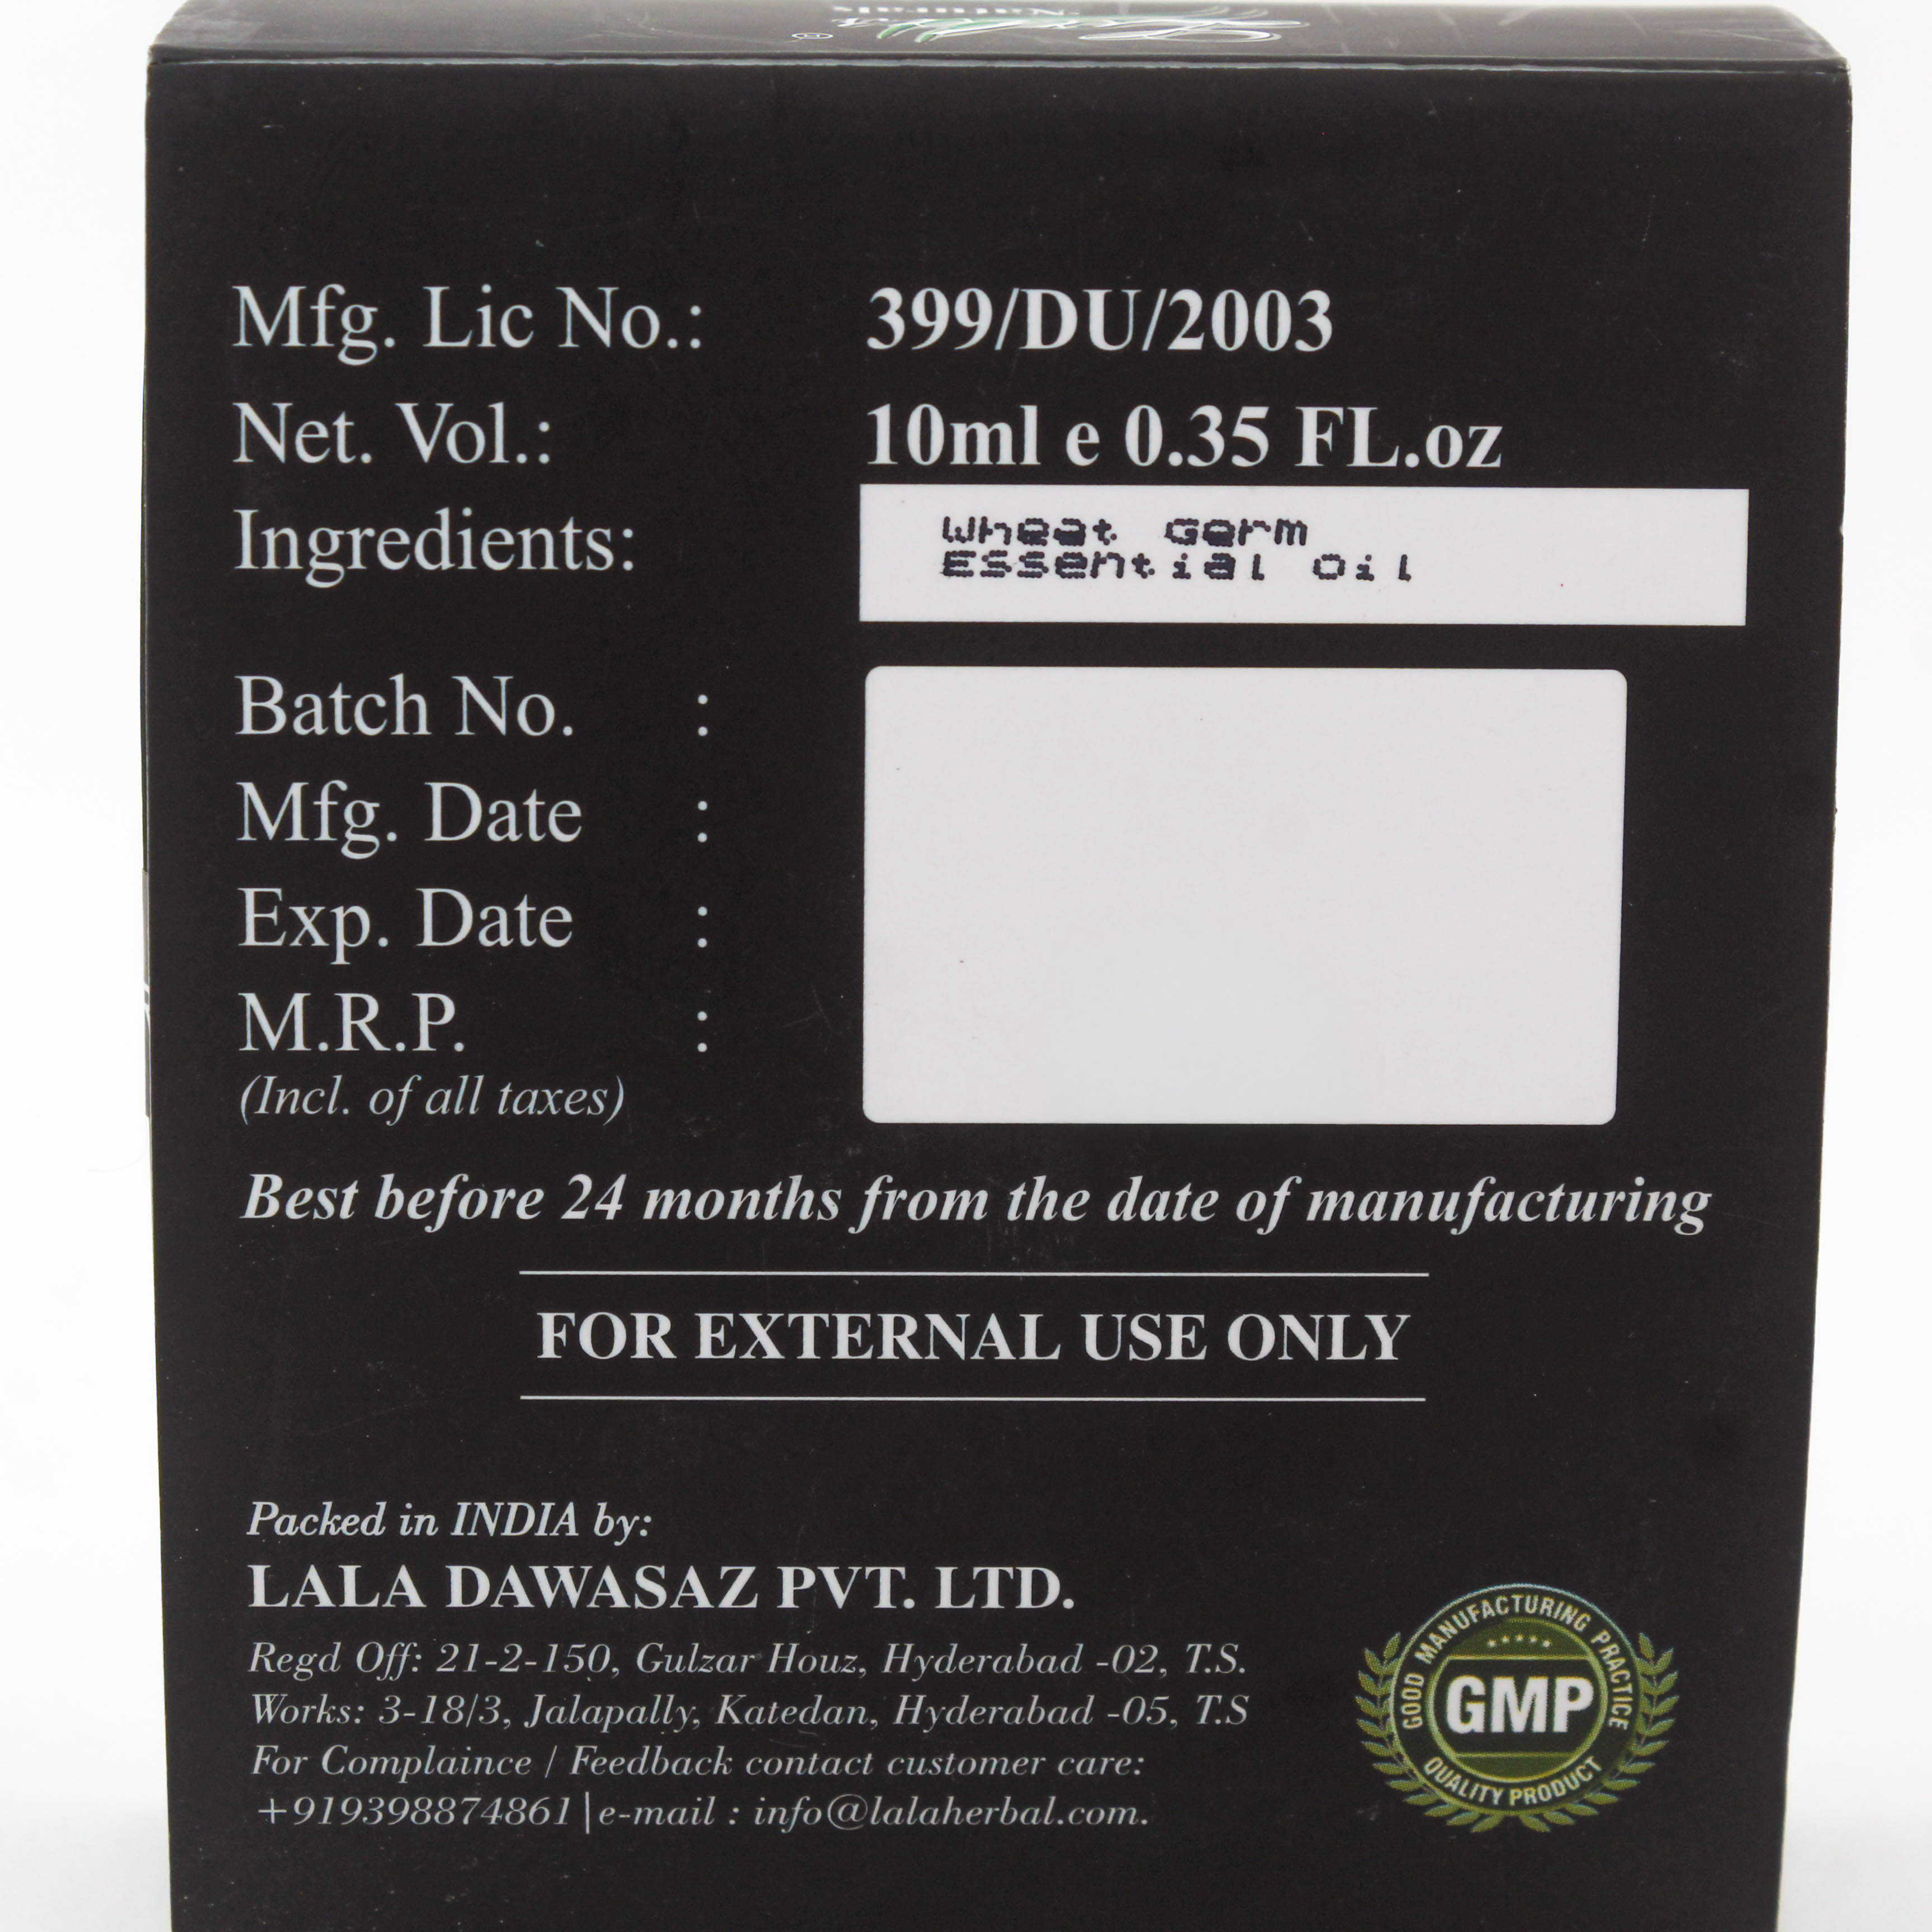 Naturals
Mfg. Lic No.: 399/DU/2003
Net. Vol.: 10ml e 0.35 FL.oz
Ingredients: Wheat Germ
Essential Oil
Batch No. :
Mfg. Date :
Exp. Date :
M.R.P. :
(Incl. of all taxes)
Best before 24 months from the date of manufacturing
FOR EXTERNAL USE ONLY
Packed in INDIA by:
LALA DAWASAZ PVT. LTD.
Regd Off: 21-2-150, Gulzar Houz, Hyderabad -02, T.S.
Works: 3-18/3, Jalapally, Katedan, Hyderabad -05, T.S
For Complaince / Feedback contact customer care:
+919398874861|e-mail : info@lalaherbal.com.
GOOD MANUFACTURING PRACTICE
GMP
QUALITY PRODUCT